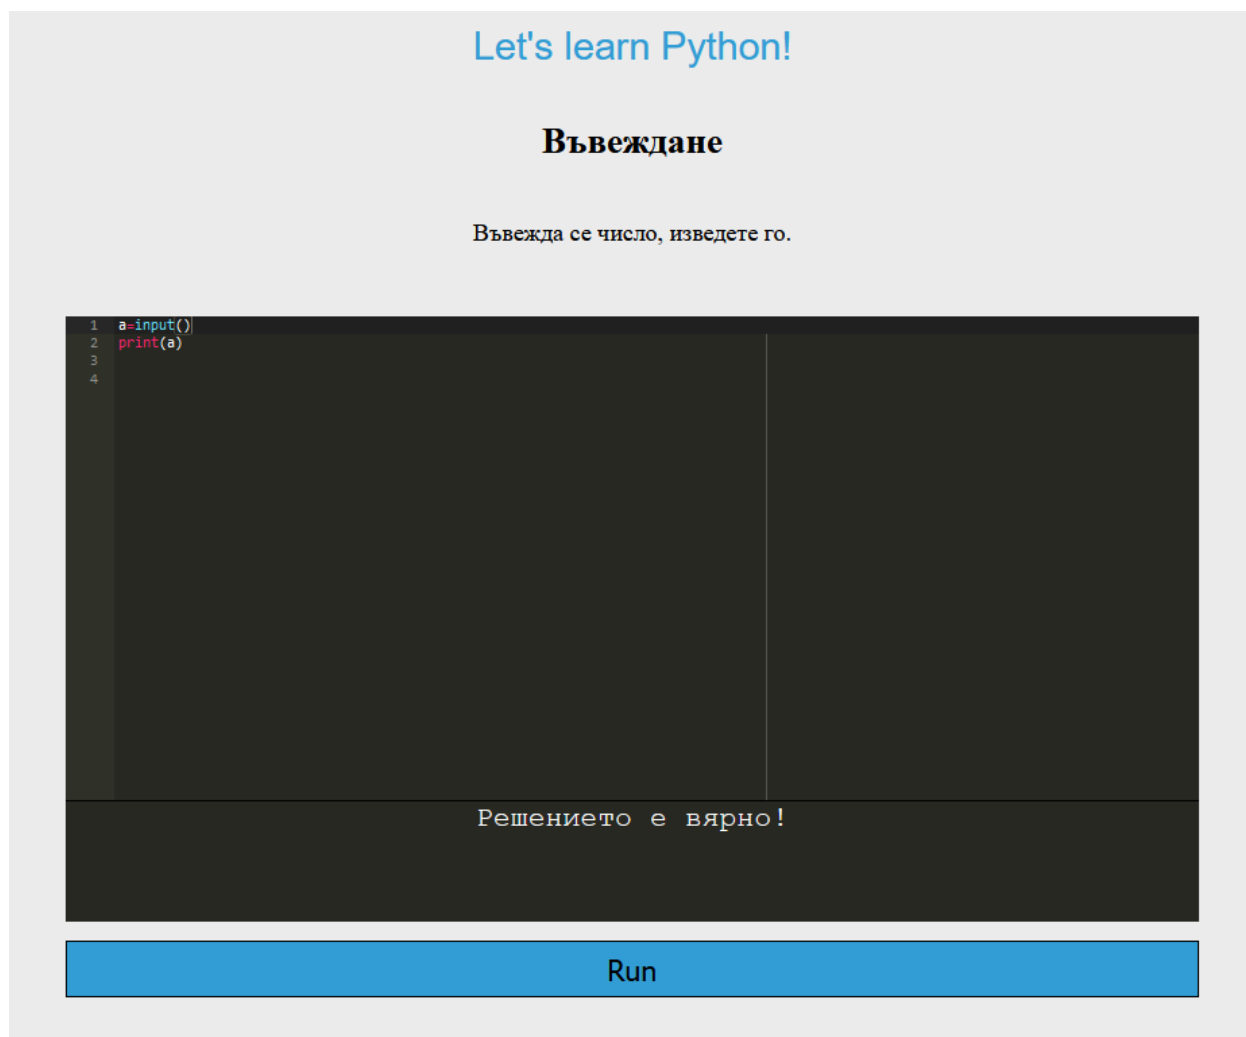 Let's learn Python!
Въвеждане
Въвежда се число, изведете го.
1 a=input()
2 print(a)
3
4
Решението е вярно!
Run